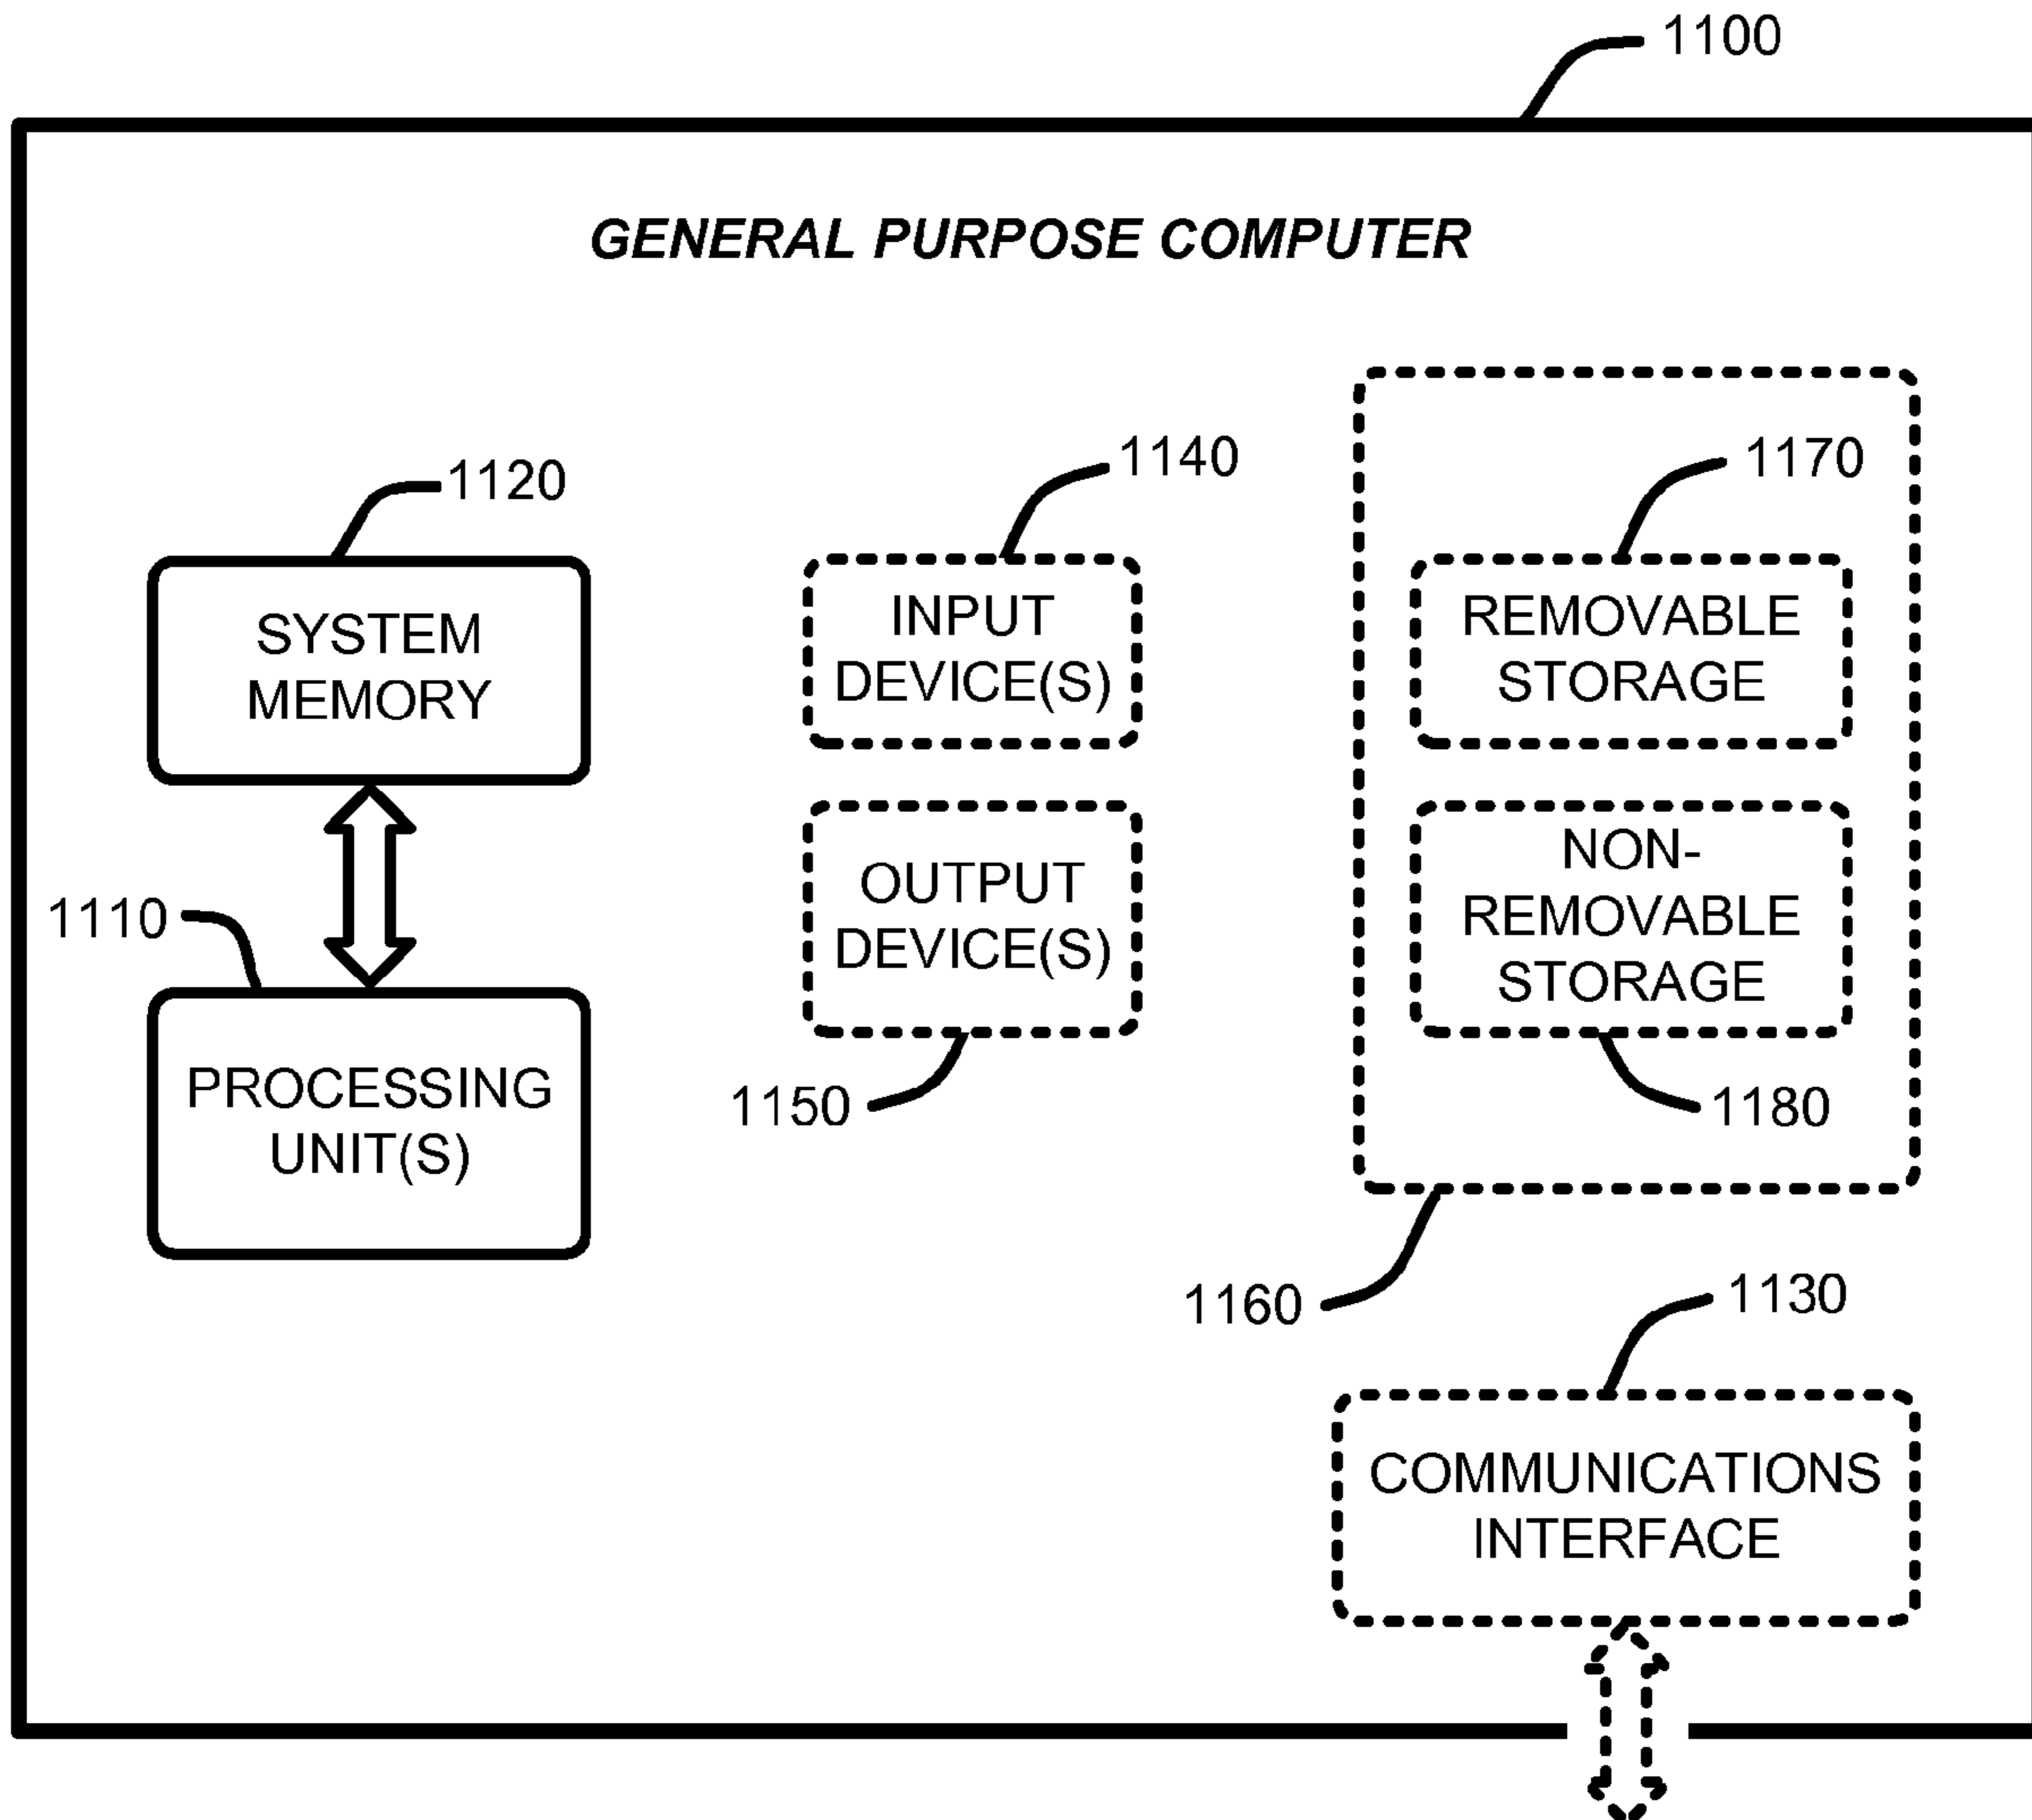 1100
GENERAL PURPOSE COMPUTER
1120
SYSTEM
MEMORY
1110
PROCESSING
UNIT(S)
1140
INPUT
DEVICE(S)
OUTPUT
DEVICE(S)
1150
1170
REMOVABLE
STORAGE
NON-
REMOVABLE
STORAGE
1180
1160
1130
COMMUNICATIONS
INTERFACE